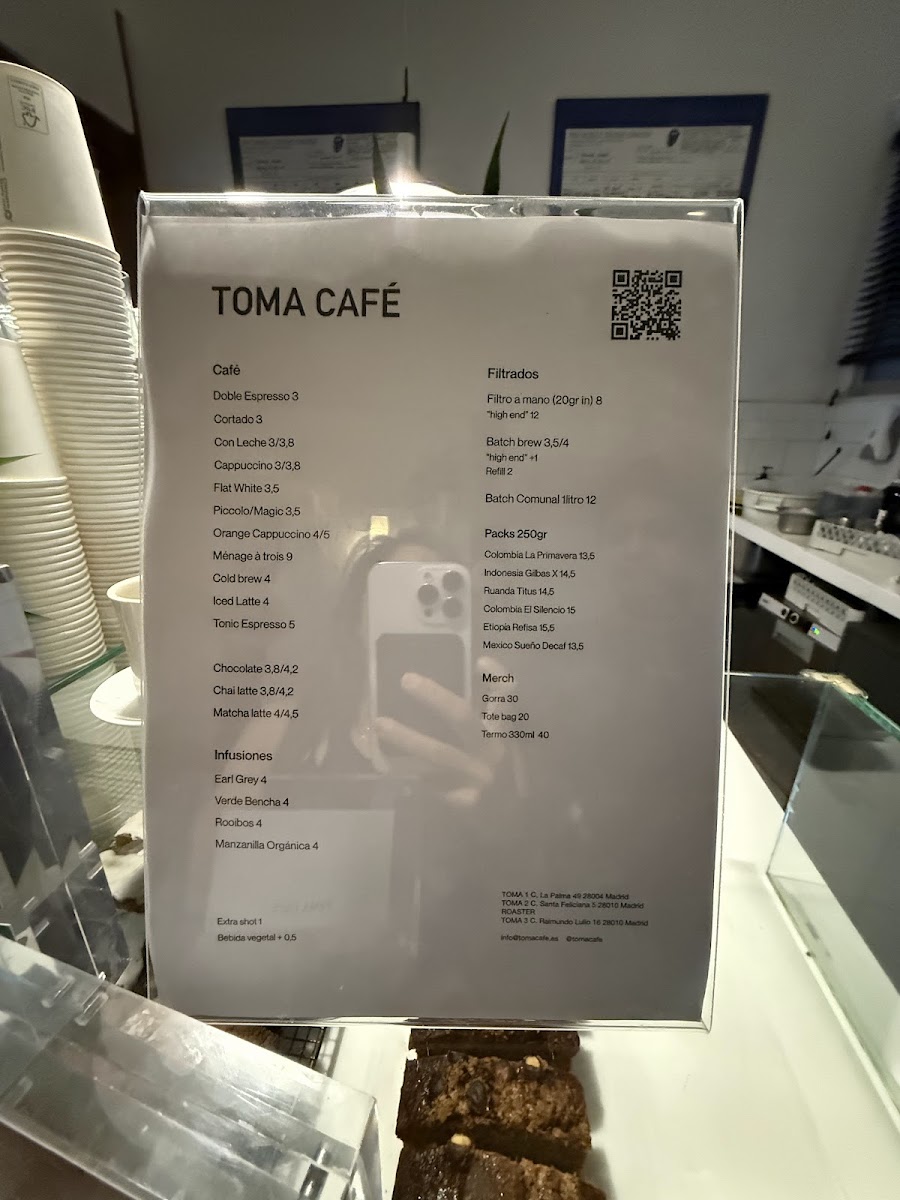 TOMA CAFÉ
Café
Doble Espresso 3
Cortado 3
Con Leche 3/3,8
Cappuccino 3/3,8
Flat White 3,5
Piccolo/Magic 3,5
Orange Cappuccino 4/5
Ménage à trois 9
Cold brew 4
Iced Latte 4
Tonic Espresso 5
Chocolate 3,8/4,2
Chai latte 3,8/4,2
Matcha latte 4/4,5
Infusiones
Earl Grey 4
Verde Bencha 4
Rooibos 4
Manzanilla Orgánica 4
Extra shot 1
Bebida vegetal + 0,5
Filtrados
Filtro a mano (20gr in) 8
"high end" 12
Batch brew 3,5/4
"high end" +1
Refill 2
Batch Comunal 1litro 12
Packs 250gr
Colombia La Primavera 13,5
Indonesia Gilbas X 14,5
Ruanda Titus 14,5
Colombia El Silencio 15
Etiopía Refisa 15,5
Mexico Sueño Decaf 13,5
Merch
Gorra 30
Tote bag 20
Termo 330ml 40
TOMA 1 C. La Palma 49 28004 Madrid
TOMA 2 C. Santa Feliciana 5 28010 Madrid
ROASTER
TOMA 3 C. Raimundo Lulio 16 28010 Madrid
info@tomacafe.es @tomacafe